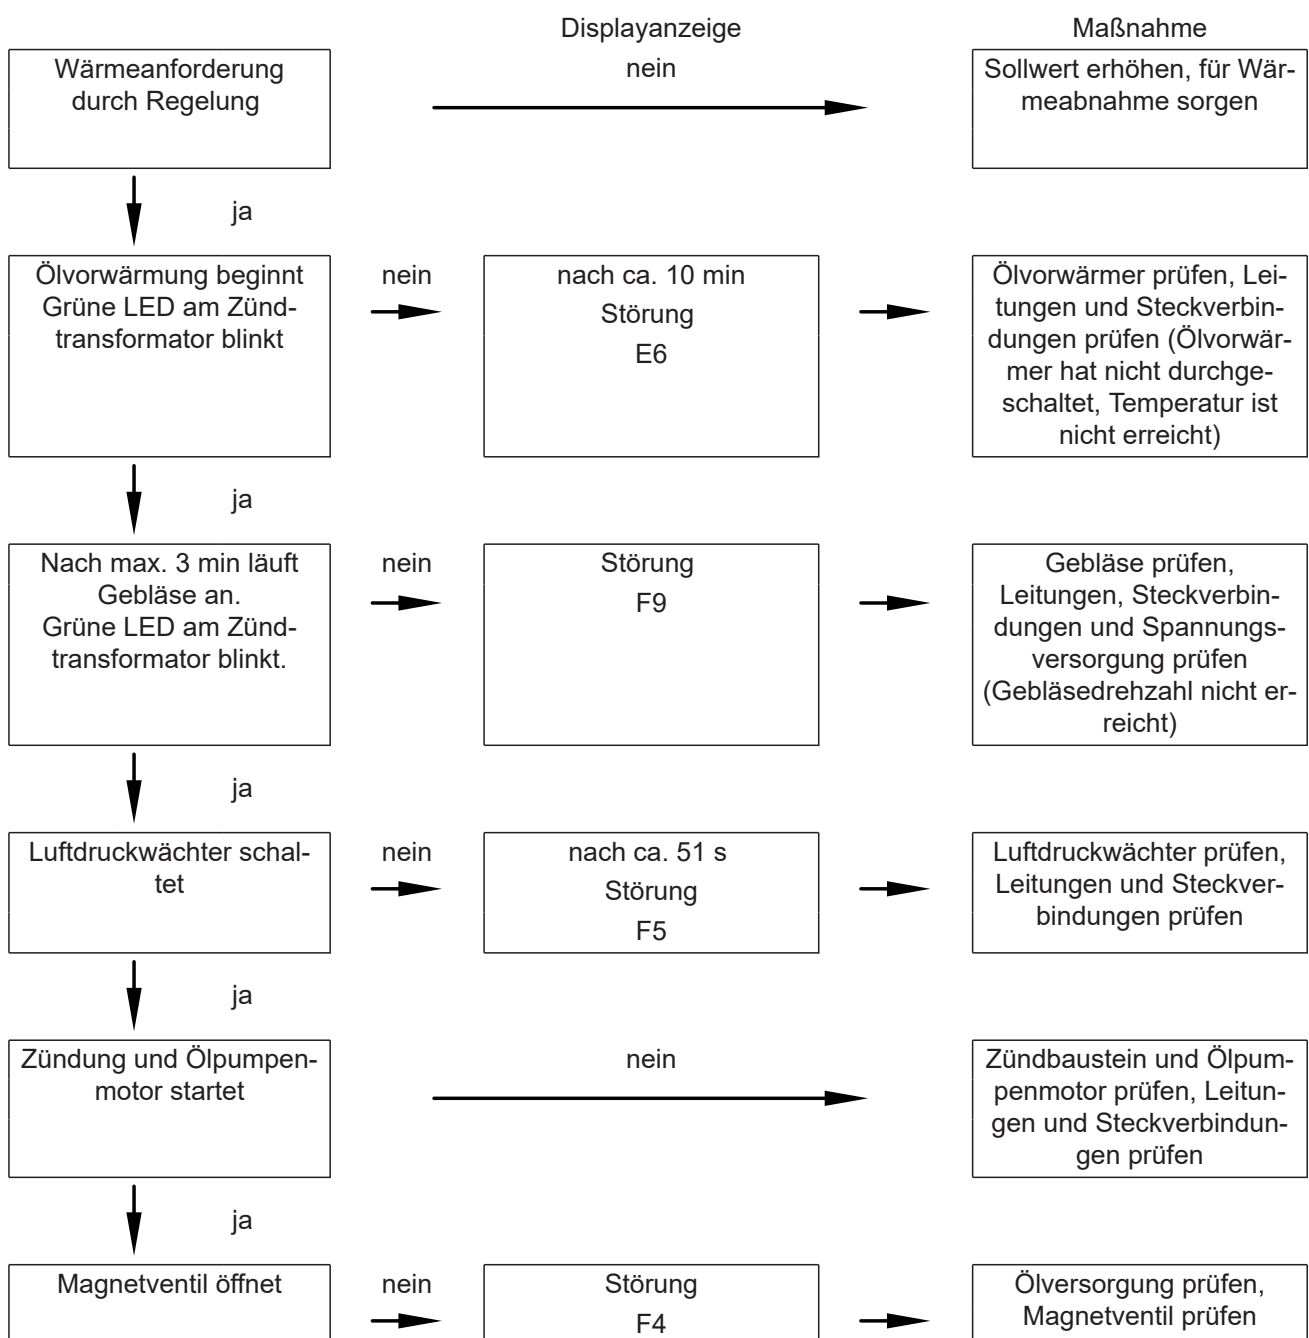 Displayanzeige
Maßnahme
Wärmeanforderung
durch Regelung
nein
Sollwert erhöhen, für Wär-
meabnahme sorgen
ja
Ölvorwärmung beginnt
Grüne LED am Zünd-
transformator blinkt
nein
nach ca. 10 min
Störung
E6
Ölvorwärmer prüfen, Lei-
tungen und Steckverbin-
dungen prüfen (Ölvorwär-
mer hat nicht durchge-
schaltet, Temperatur ist
nicht erreicht)
ja
Nach max. 3 min läuft
Gebläse an.
Grüne LED am Zünd-
transformator blinkt.
nein
Störung
F9
Gebläse prüfen,
Leitungen, Steckverbin-
dungen und Spannungs-
versorgung prüfen
(Gebläsedrehzahl nicht er-
reicht)
ja
Luftdruckwächter schal-
tet
nein
nach ca. 51 s
Störung
F5
Luftdruckwächter prüfen,
Leitungen und Steckver-
bindungen prüfen
ja
Zündung und Ölpumpen-
motor startet
nein
Zündbaustein und Ölpum-
penmotor prüfen, Leitun-
gen und Steckverbindun-
gen prüfen
ja
Magnetventil öffnet
nein
Störung
F4
Ölversorgung prüfen,
Magnetventil prüfen